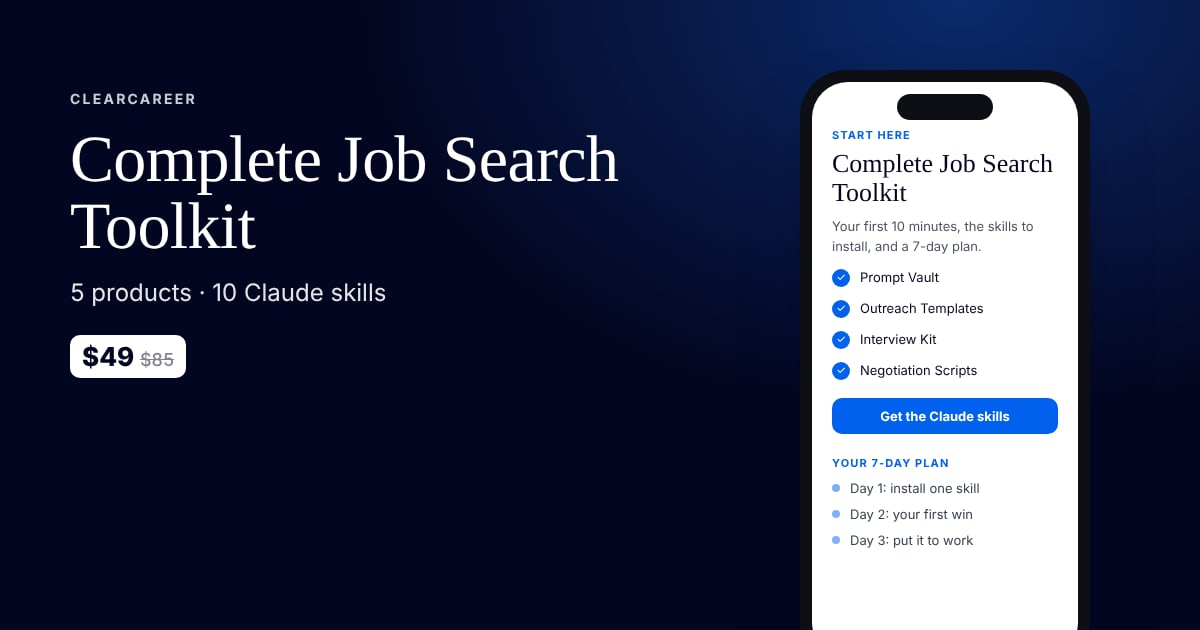 CLEARCAREER
Complete Job Search
Toolkit
5 products · 10 Claude skills
$49 $85
START HERE
Complete Job Search
Toolkit
Your first 10 minutes, the skills to
install, and a 7-day plan.
Prompt Vault
Outreach Templates
Interview Kit
Negotiation Scripts
Get the Claude skills
YOUR 7-DAY PLAN
Day 1: install one skill
Day 2: your first win
Day 3: put it to work